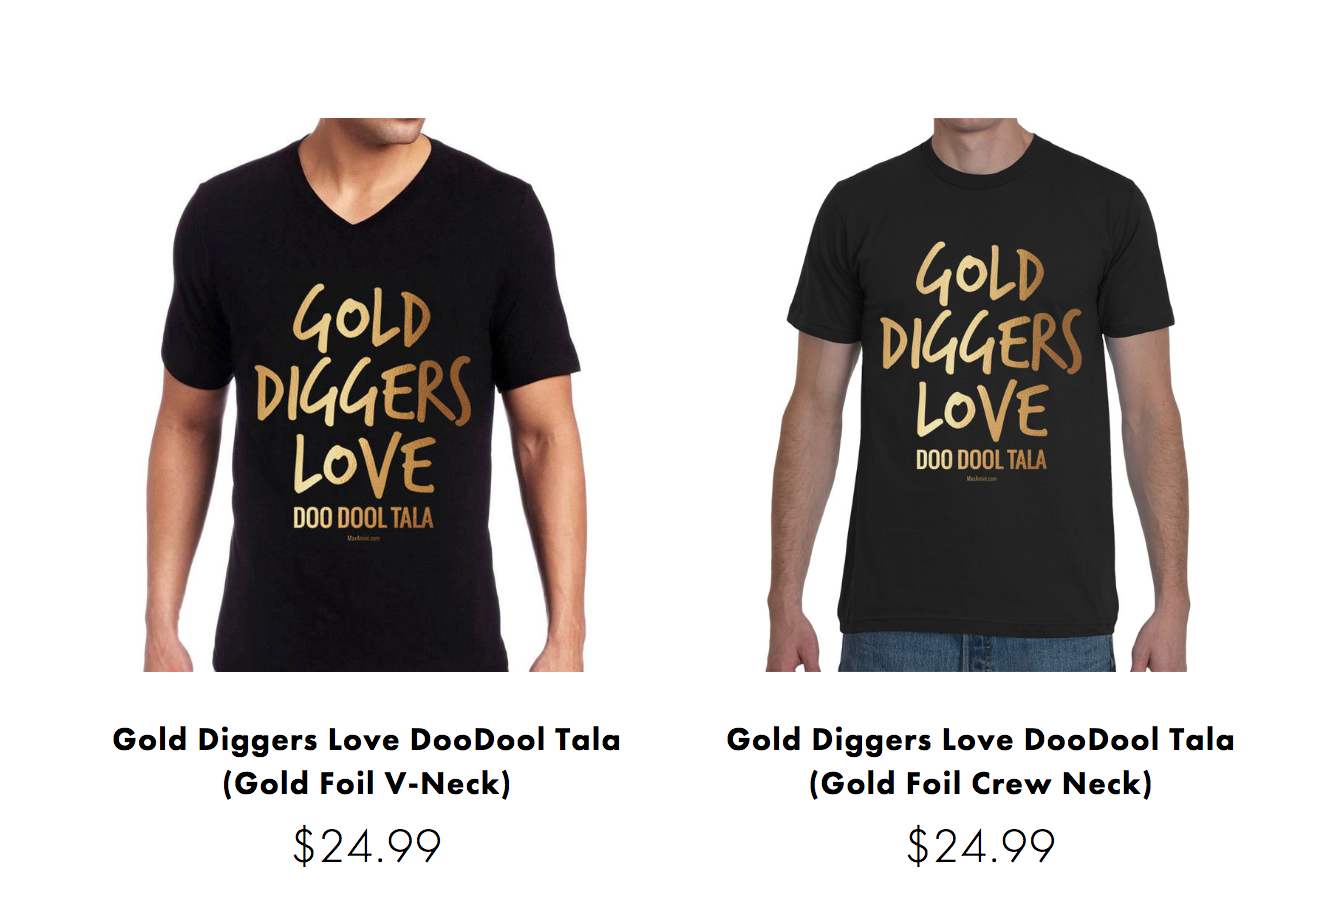 GOLD
DIGGERS
LOVE
DOO DOOL TALA
MaxAmini.com
GOLD
DIGGERS
LOVE
DOO DOOL TALA
MaxAmini.com
Gold Diggers Love DooDool Tala
(Gold Foil V-Neck)
$24.99
Gold Diggers Love DooDool Tala
(Gold Foil Crew Neck)
$24.99